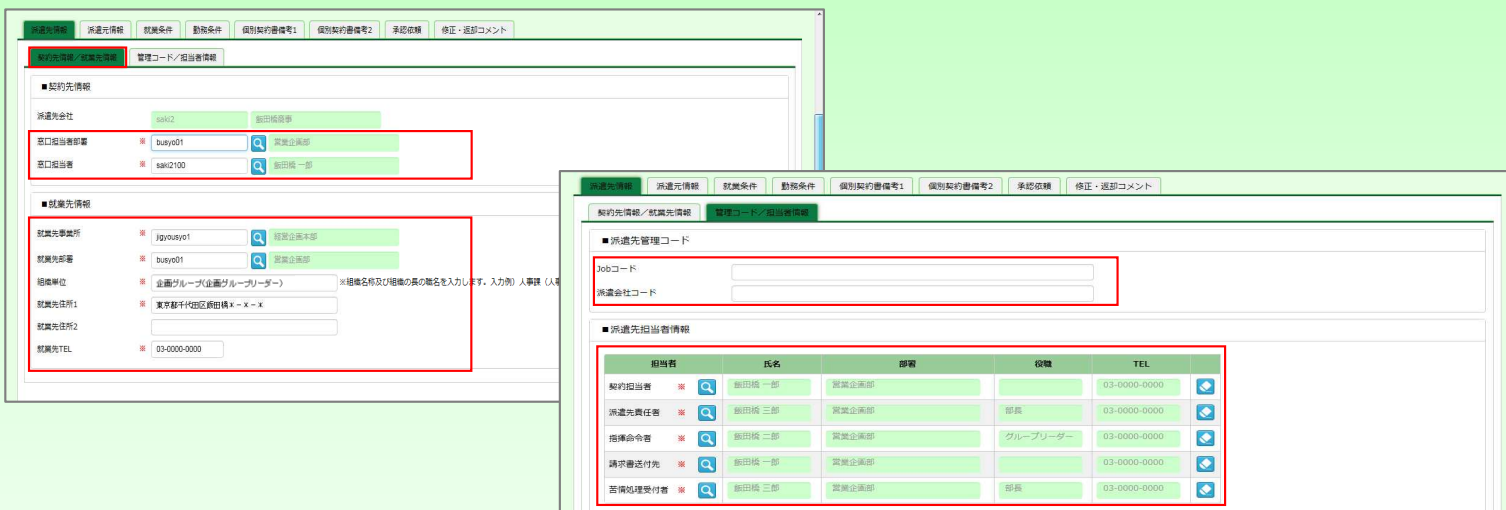 派遣先情報 派遣元情報 就業条件 勤務条件 個別契約書備考1 個別契約書備考2 承認依頼 修正・返却コメント
契約先情報/就業先情報 管理コード/担当者情報
■契約先情報
派遣先会社 saki2 飯田橋商事
窓口担当者部署 ※ busyo01 営業企画部
窓口担当者 ※ saki2100 飯田橋 一郎
■就業先情報
就業先事業所 ※ jigyousyo1 経営企画本部
就業先部署 ※ busyo01 営業企画部
組織単位 ※ 企画グループ(企画グループリーダー) ※組織名称及び組織の長の職名を入力します。入力例）人事課（人事
就業先住所1 ※ 東京都千代田区飯田橋x-x-x
就業先住所2
就業先TEL ※ 03-0000-0000
派遣先情報 派遣元情報 就業条件 勤務条件 個別契約書備考1 個別契約書備考2 承認依頼 修正・返却コメント
契約先情報/就業先情報 管理コード/担当者情報
■派遣先管理コード
Jobコード
派遣会社コード
■派遣先担当者情報
担当者 氏名 部署 役職 TEL
契約担当者 ※ 飯田橋 一郎 営業企画部 03-0000-0000
派遣先責任者 ※ 飯田橋 三郎 営業企画部 部長 03-0000-0000
指揮命令者 ※ 飯田橋 二郎 営業企画部 グループリーダー 03-0000-0000
請求書送付先 ※ 飯田橋 一郎 営業企画部 03-0000-0000
苦情処理受付者 ※ 飯田橋 三郎 営業企画部 部長 03-0000-0000